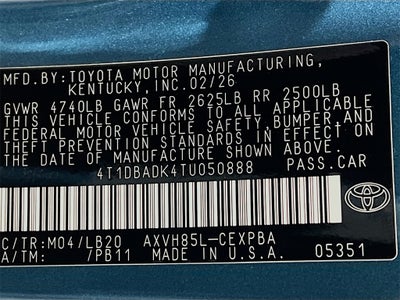 MFD.BY:TOYOTA MOTOR MANUFACTURING,
KENTUCKY,INC.02/26
GVWR 4740LB GAWR FR 2625LB RR 2500LB
THIS VEHICLE CONFORMS TO ALL APPLICABLE
FEDERAL MOTOR VEHICLE SAFETY,BUMPER,AND
THEFT PREVENTION STANDARDS IN EFFECT ON
THE DATE OF MANUFACTURE SHOWN ABOVE.
4T1DBADK4TU050888 PASS.CAR
C/TR:M04/LB20 AXVH85L-CEXPBA
A/TM: /PB11 MADE IN U.S.A. 05351